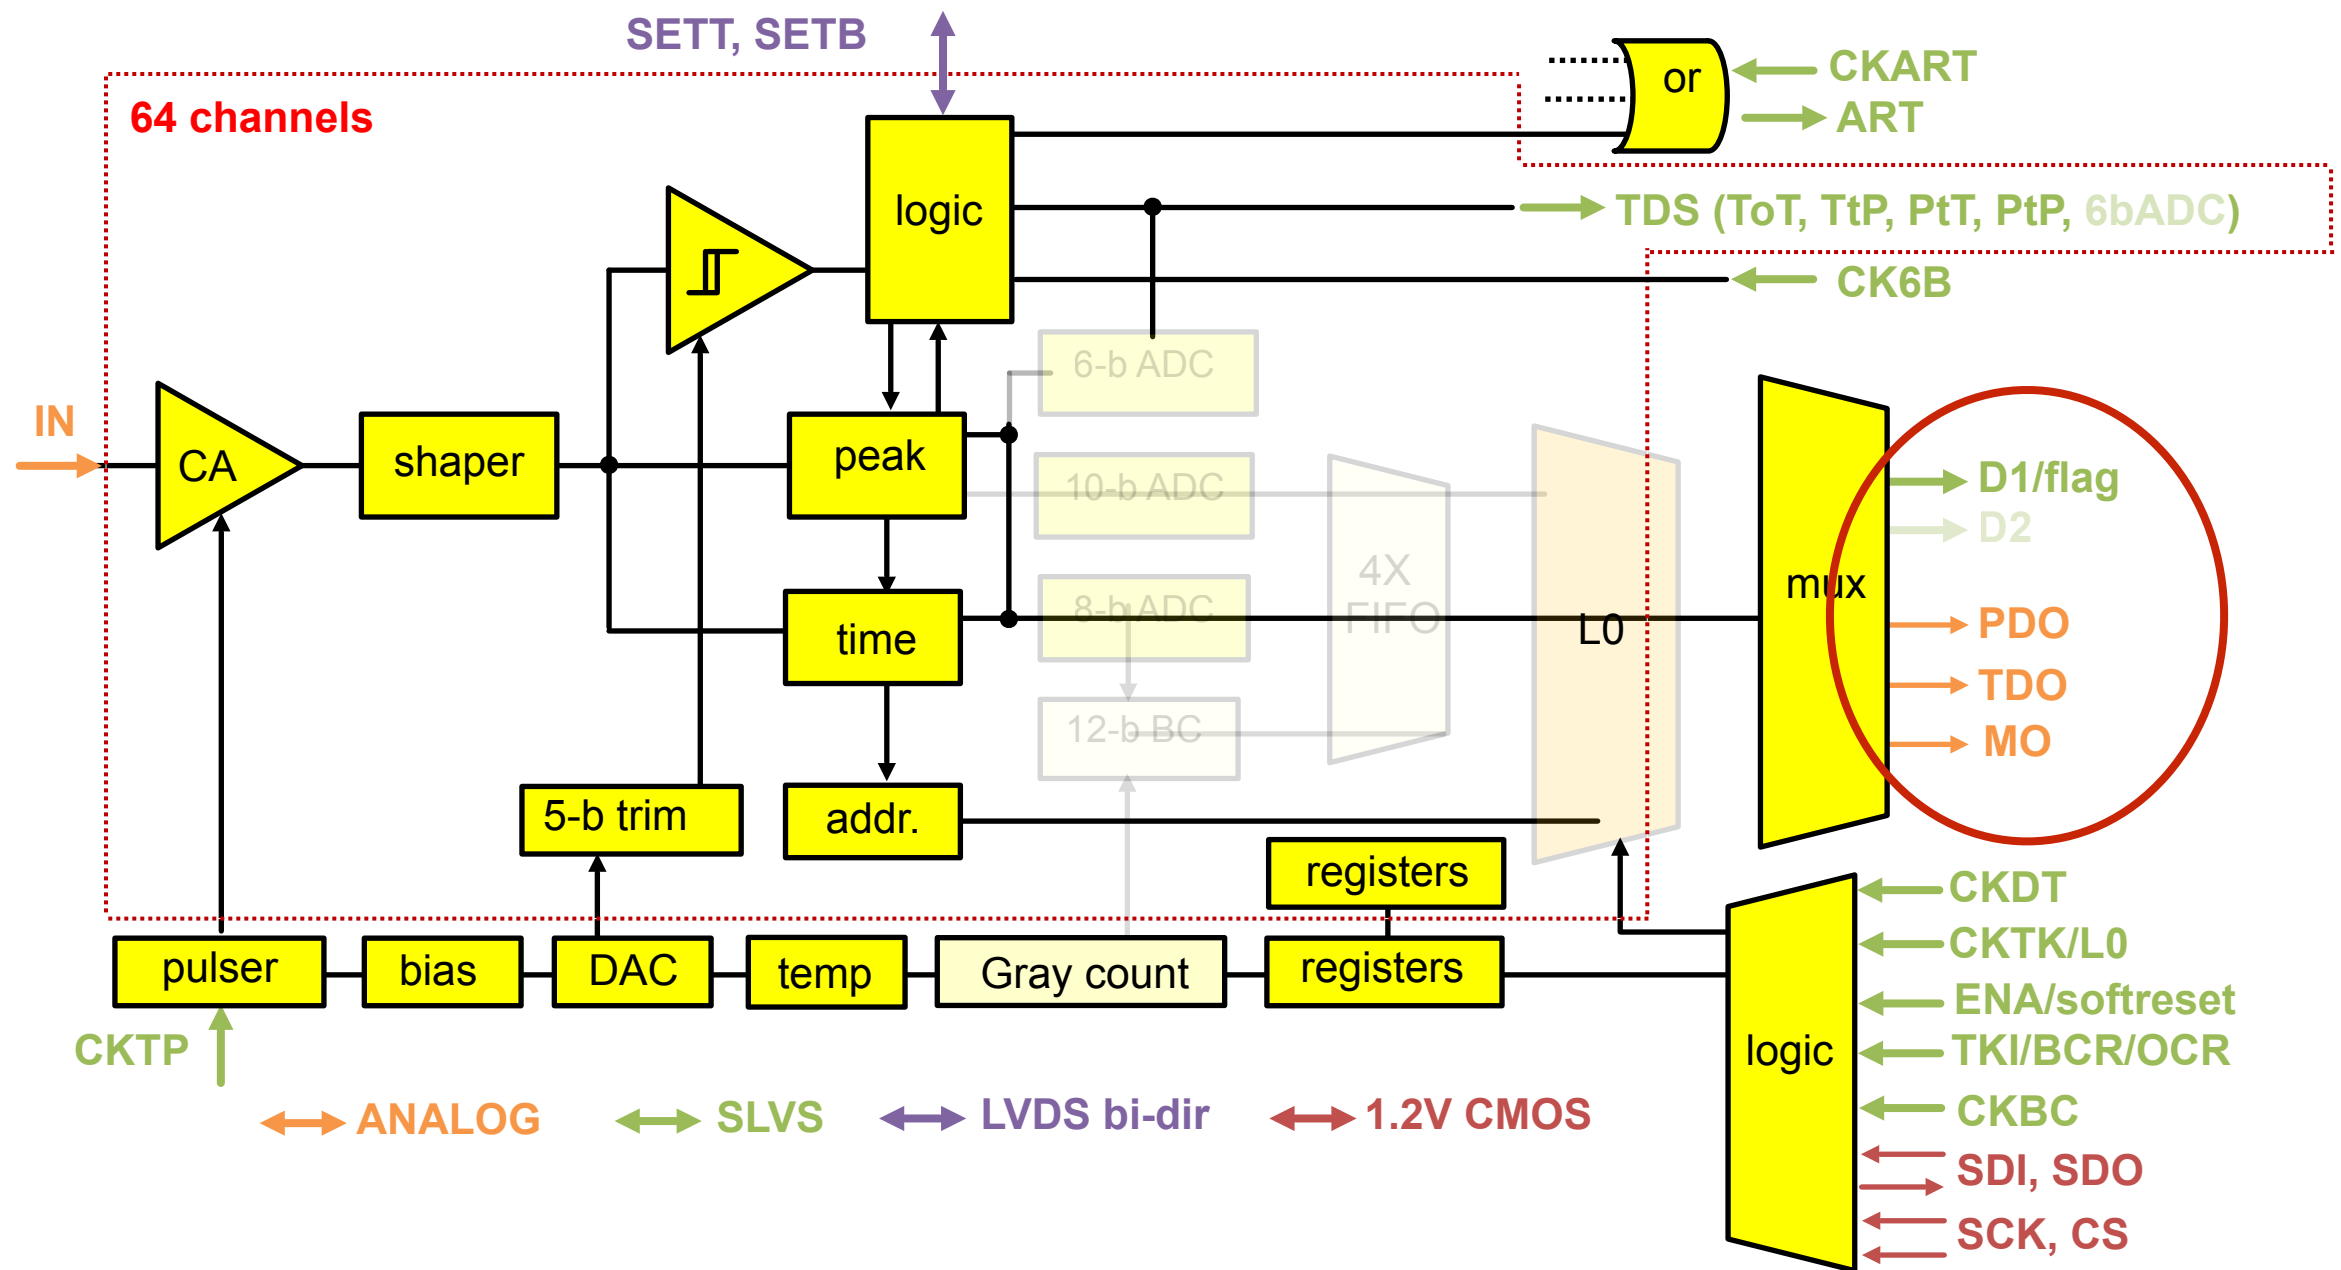 SETT, SETB
64 channels
or
CKART
ART
logic
TDS (ToT, TtP, PtT, PtP, 6bADC)
CK6B
6-b ADC
IN
CA
shaper
peak
10-b ADC
4X
FIFO
8-b ADC
time
L0
mux
D1/flag
D2
PDO
TDO
MO
12-b BC
5-b trim
addr.
registers
pulser
bias
DAC
temp
Gray count
registers
logic
CKDT
CKTK/L0
ENA/softreset
TKI/BCR/OCR
CKBC
SDI, SDO
SCK, CS
CKTP
ANALOG
SLVS
LVDS bi-dir
1.2V CMOS